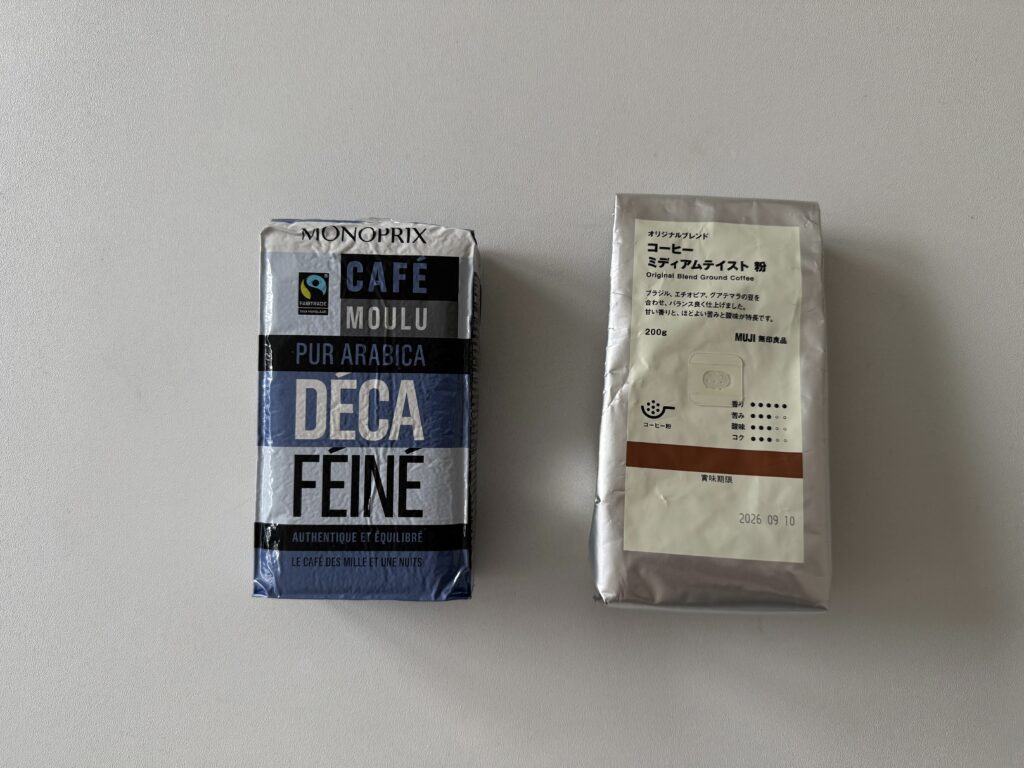 MONOPRIX
CAFÉ
MOULU
FAIRTRADE
PUR ARABICA
DÉCA
FÉINÉ
AUTHENTIQUE ET ÉQUILIBRÉ
LE CAFÉ DES MILLE ET UNE NUITS
オリジナルブレンド
コーヒー
ミディアムテイスト 粉
Original Blend Ground Coffee
ブラジル、エチオピア、グアテマラの豆を
合わせ、バランス良く仕上げました。
甘い香りと、ほどよい苦みと酸味が特長です。
200g
MUJI 無印良品
香り ●●●●●
苦み ●●●○○
酸味 ●●●○○
コク ●●●○○
コーヒー粉
賞味期限
2026 09 10